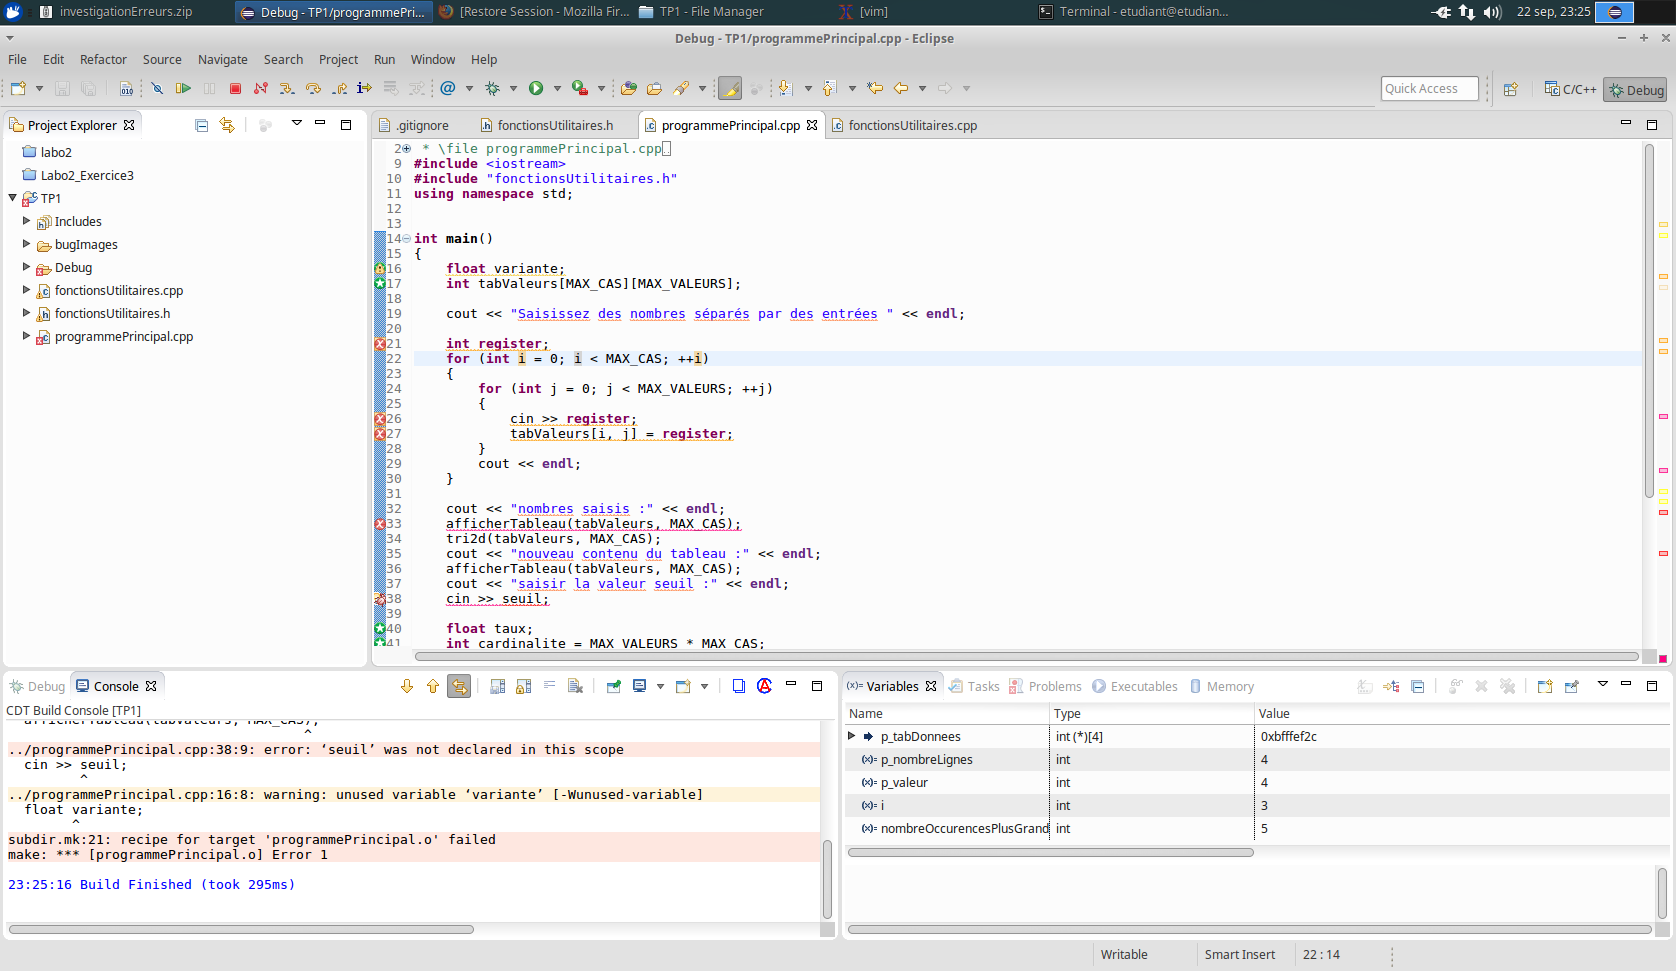 investigationErreurs.zip
Debug - TP1/programmePri...
[Restore Session - Mozilla Fir...
TP1 - File Manager
[vim]
Terminal - etudiant@etudian...
22 sep, 23:25
Debug - TP1/programmePrincipal.cpp - Eclipse
File Edit Refactor Source Navigate Search Project Run Window Help
Quick Access
C/C++
Debug
Project Explorer
labo2
Labo2_Exercice3
TP1
Includes
bugImages
Debug
fonctionsUtilitaires.cpp
fonctionsUtilitaires.h
programmePrincipal.cpp
.gitignore
fonctionsUtilitaires.h
programmePrincipal.cpp
fonctionsUtilitaires.cpp
2 * \file programmePrincipal.cpp
9 #include <iostream>
10 #include "fonctionsUtilitaires.h"
11 using namespace std;
12
13
14 int main()
15 {
16 float variante;
17 int tabValeurs[MAX_CAS][MAX_VALEURS];
18
19 cout << "Saisissez des nombres séparés par des entrées " << endl;
20
21 int register;
22 for (int i = 0; i < MAX_CAS; ++i)
23 {
24 for (int j = 0; j < MAX_VALEURS; ++j)
25 {
26 cin >> register;
27 tabValeurs[i, j] = register;
28 }
29 cout << endl;
30 }
31
32 cout << "nombres saisis :" << endl;
33 afficherTableau(tabValeurs, MAX_CAS);
34 tri2d(tabValeurs, MAX_CAS);
35 cout << "nouveau contenu du tableau :" << endl;
36 afficherTableau(tabValeurs, MAX_CAS);
37 cout << "saisir la valeur seuil :" << endl;
38 cin >> seuil;
39
40 float taux;
41 int cardinalite = MAX_VALEURS * MAX_CAS;
Debug
Console
CDT Build Console [TP1]
afficherTableau(tabValeurs, MAX_CAS);
^
../programmePrincipal.cpp:38:9: error: ‘seuil’ was not declared in this scope
cin >> seuil;
^
../programmePrincipal.cpp:16:8: warning: unused variable ‘variante’ [-Wunused-variable]
float variante;
^
subdir.mk:21: recipe for target 'programmePrincipal.o' failed
make: *** [programmePrincipal.o] Error 1
23:25:16 Build Finished (took 295ms)
Variables
Tasks
Problems
Executables
Memory
Name Type Value
p_tabDonnees int (*)[4] 0xbfffef2c
p_nombreLignes int 4
p_valeur int 4
i int 3
nombreOccurencesPlusGrand int 5
Writable
Smart Insert
22 : 14